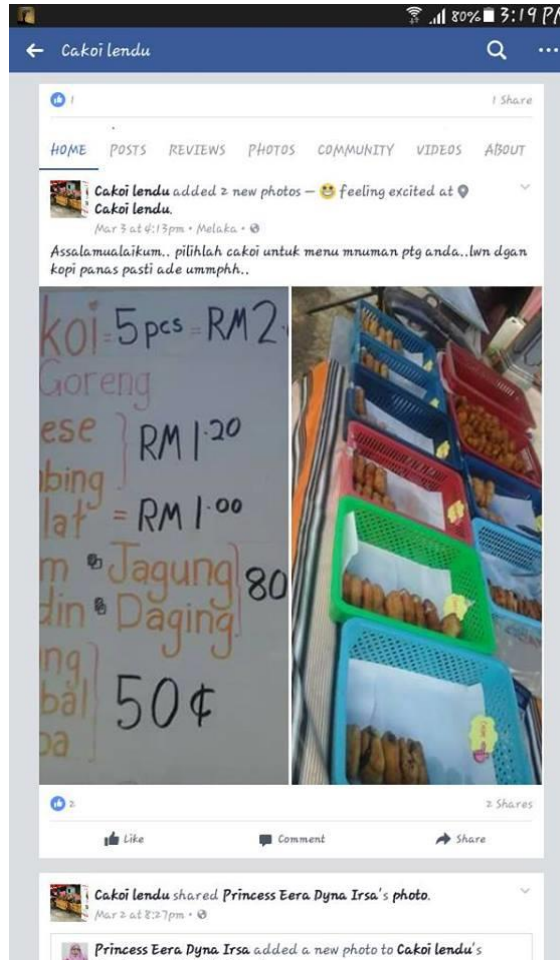 80% 3:19 PM
Cakoi lendu
1 1 Share
HOME POSTS REVIEWS PHOTOS COMMUNITY VIDEOS ABOUT
Cakoi lendu added 2 new photos — feeling excited at
Cakoi lendu.
Mar 3 at 4:13pm • Melaka •
Assalamualaikum.. pilihlah cakoi untuk menu mnuman ptg anda..lwn dgan
kopi panas pasti ade ummphh..
koi = 5 pcs = RM2.
Goreng
ese
RM 1.20
bing
lat = RM 1.00
m Jagung
80
din Daging
ng
bal 50¢
pa
2 2 Shares
Like Comment Share
Cakoi lendu shared Princess Eera Dyna Irsa's photo.
Mar 2 at 8:27pm •
Princess Eera Dyna Irsa added a new photo to Cakoi lendu's